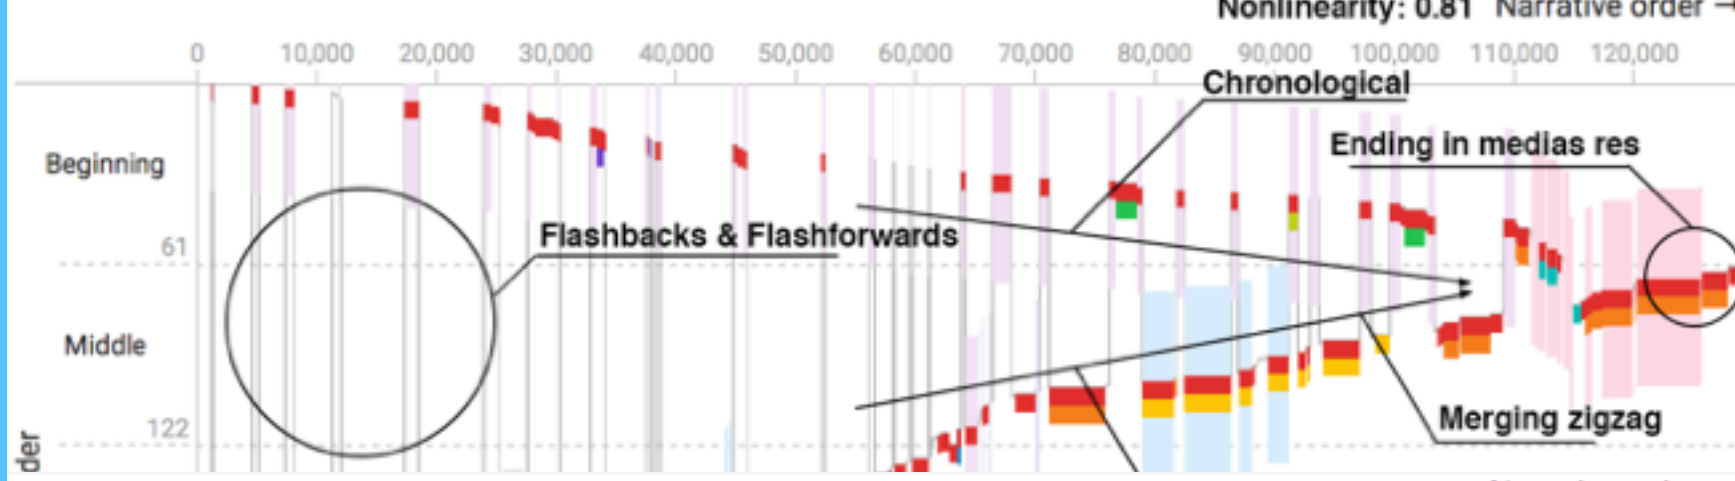 Nonlinearity: 0.81 Narrative order
0 10,000 20,000 30,000 40,000 50,000 60,000 70,000 80,000 90,000 100,000 110,000 120,000
Chronological
Ending in medias res
Beginning
Flashbacks & Flashforwards
61
Middle
Merging zigzag
122
der